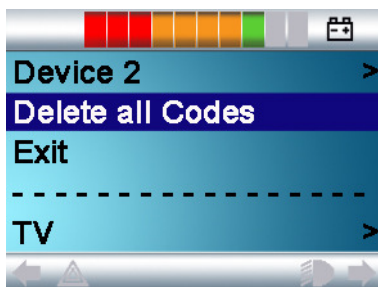 Device 2 >
Delete all Codes
Exit
- - - - - - - - - - - - - - - - - -
TV >